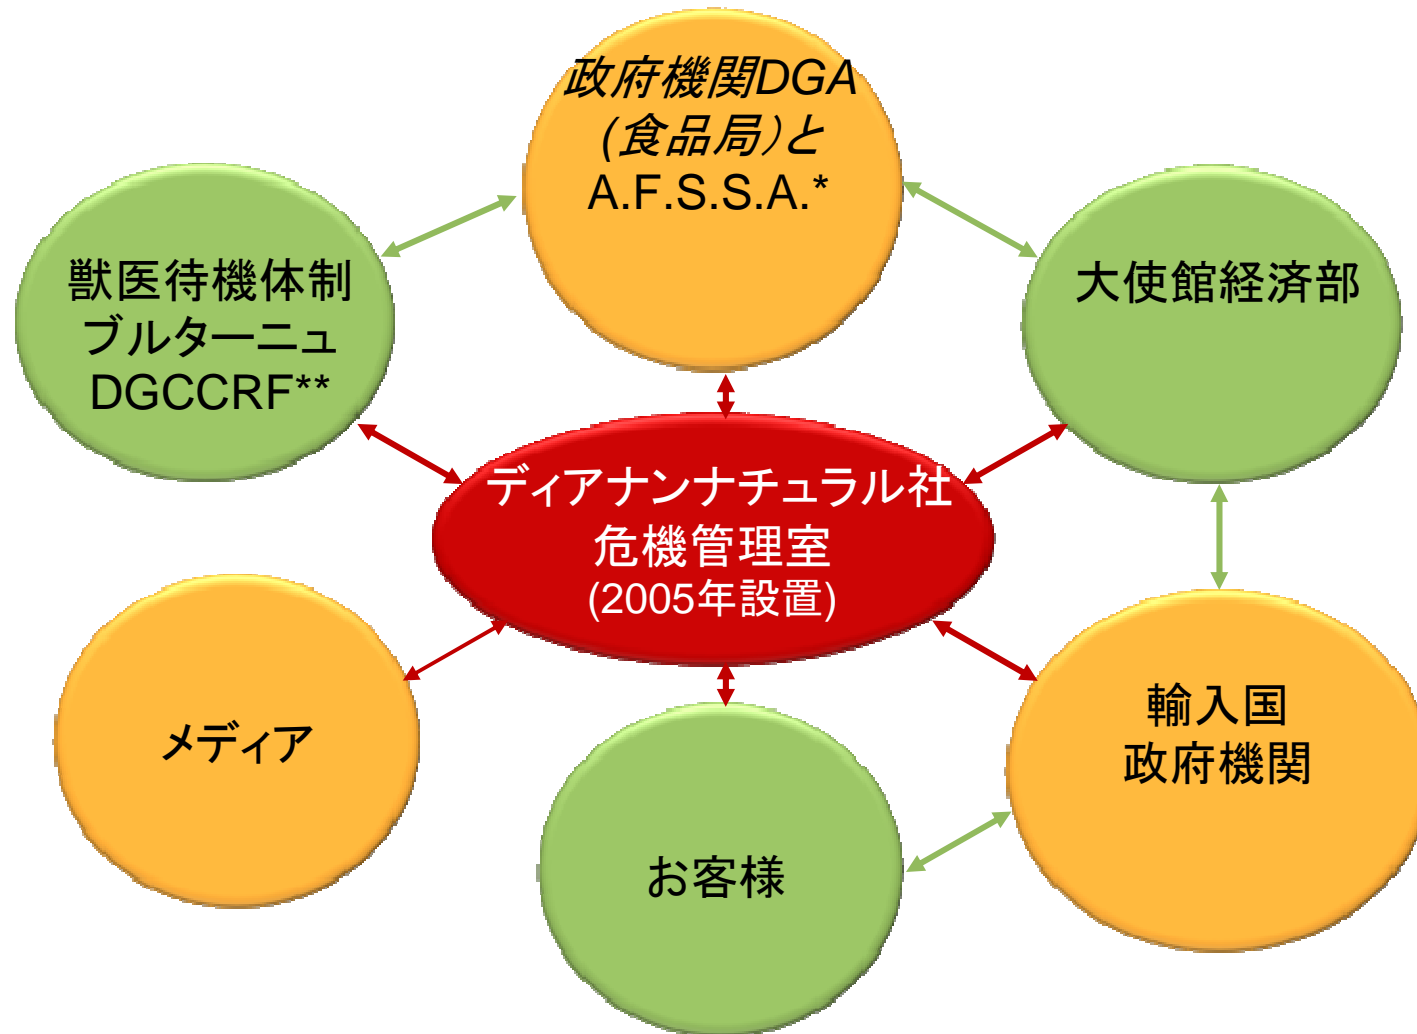 政府機関DGA
(食品局)と
A.F.S.S.A.*
獣医待機体制
ブルターニュ
DGCCRF**
大使館経済部
ディアナンナチュラル社
危機管理室
(2005年設置)
メディア
輸入国
政府機関
お客様